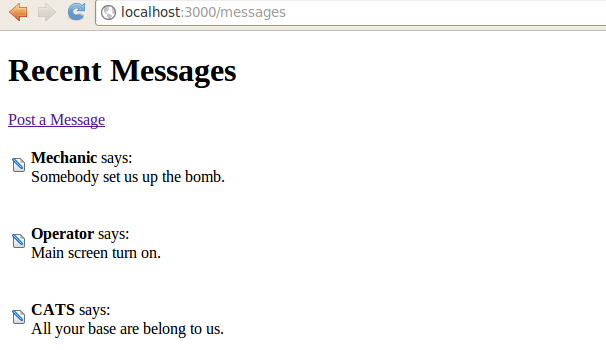 localhost:3000/messages
Recent Messages
Post a Message
Mechanic says:
Somebody set us up the bomb.
Operator says:
Main screen turn on.
CATS says:
All your base are belong to us.